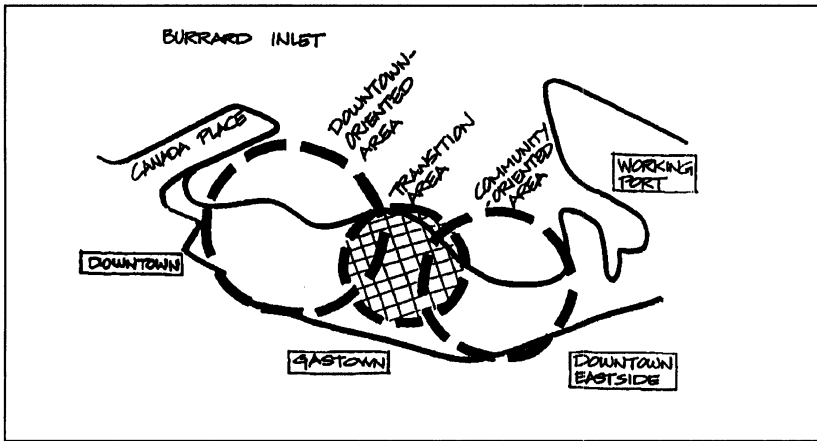 BURRARD INLET
CANADA PLACE
DOWNTOWN-
ORIENTED
AREA
TRANSITION
AREA
COMMUNITY
ORIENTED
AREA
WORKING
PORT
DOWNTOWN
GASTOWN
DOWNTOWN
EASTSIDE